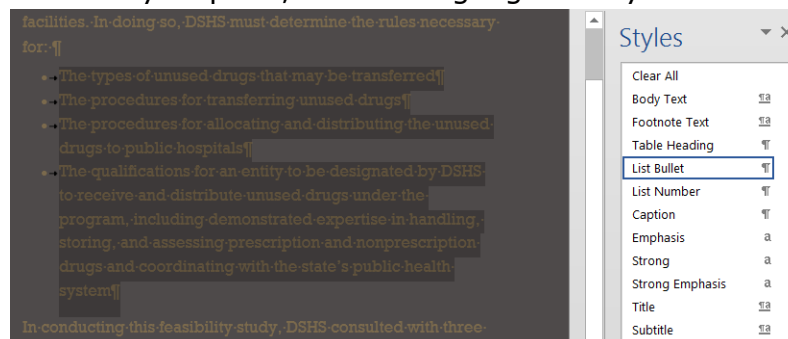 facilities. In doing so, DSHS must determine the rules necessary
for: ¶
• The types of unused drugs that may be transferred¶
• The procedures for transferring unused drugs¶
• The procedures for allocating and distributing the unused
drugs to public hospitals¶
• The qualifications for an entity to be designated by DSHS
to receive and distribute unused drugs under the
program, including demonstrated expertise in handling,
storing, and assessing prescription and nonprescription
drugs and coordinating with the state's public health
system¶
In conducting this feasibility study, DSHS consulted with three
Styles
Clear All
Body Text ¶a
Footnote Text ¶a
Table Heading ¶
List Bullet ¶
List Number ¶
Caption ¶
Emphasis a
Strong a
Strong Emphasis a
Title ¶a
Subtitle ¶a